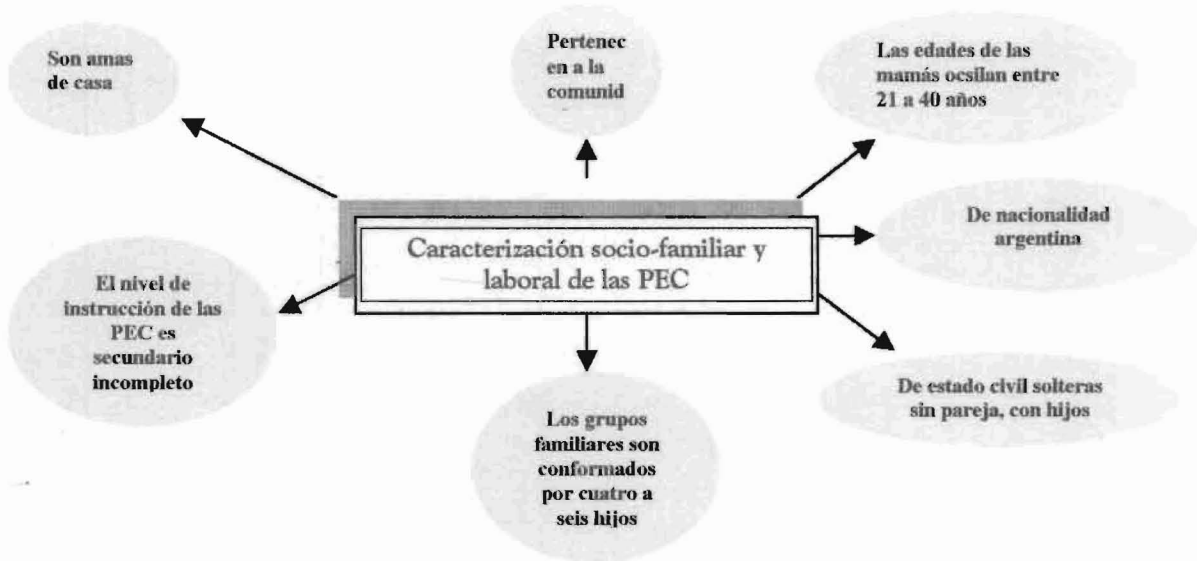 Son amas
de casa
Pertenec
en a la
comunid
Las edades de las
mamás ocsilan entre
21 a 40 años
De nacionalidad
argentina
Caracterización socio-familiar y
laboral de las PEC
El nivel de
instrucción de las
PEC es
secundario
incompleto
De estado civil solteras
sin pareja, con hijos
Los grupos
familiares son
conformados
por cuatro a
seis hijos